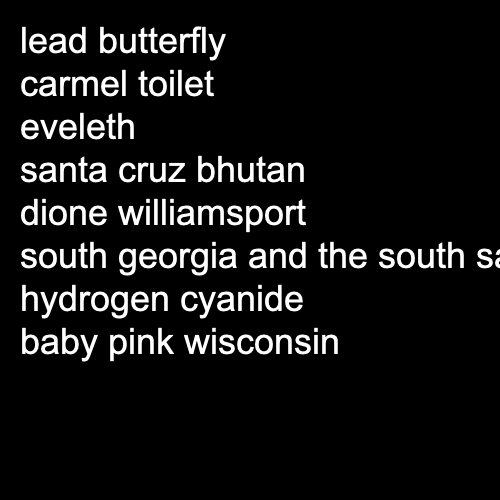 lead butterfly
carmel toilet
eveleth
santa cruz bhutan
dione williamsport
south georgia and the south
hydrogen cyanide
baby pink wisconsin